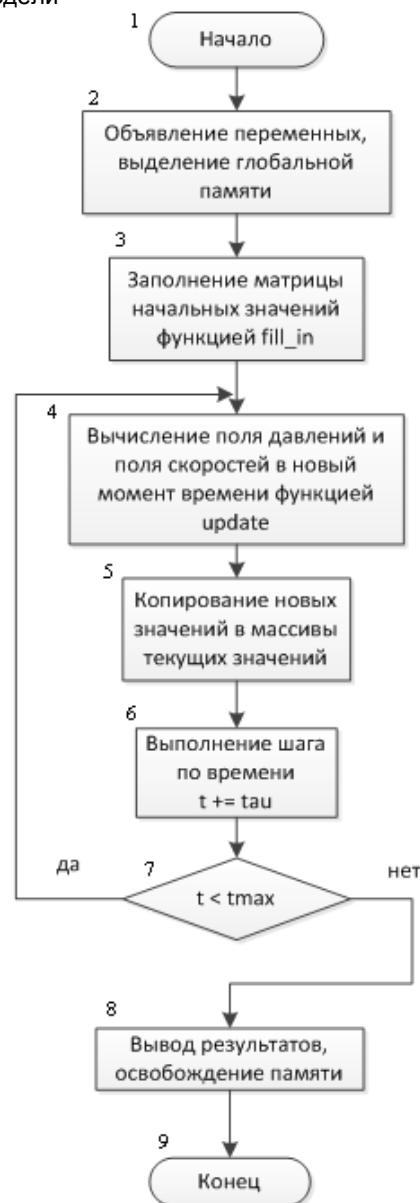 1
Начало
2
Объявление переменных,
выделение глобальной
памяти
3
Заполнение матрицы
начальных значений
функцией fill_in
4
Вычисление поля давлений и
поля скоростей в новый
момент времени функцией
update
5
Копирование новых
значений в массивы
текущих значений
6
Выполнение шага
по времени
t += tau
да
7
нет
t < tmax
8
Вывод результатов,
освобождение памяти
9
Конец